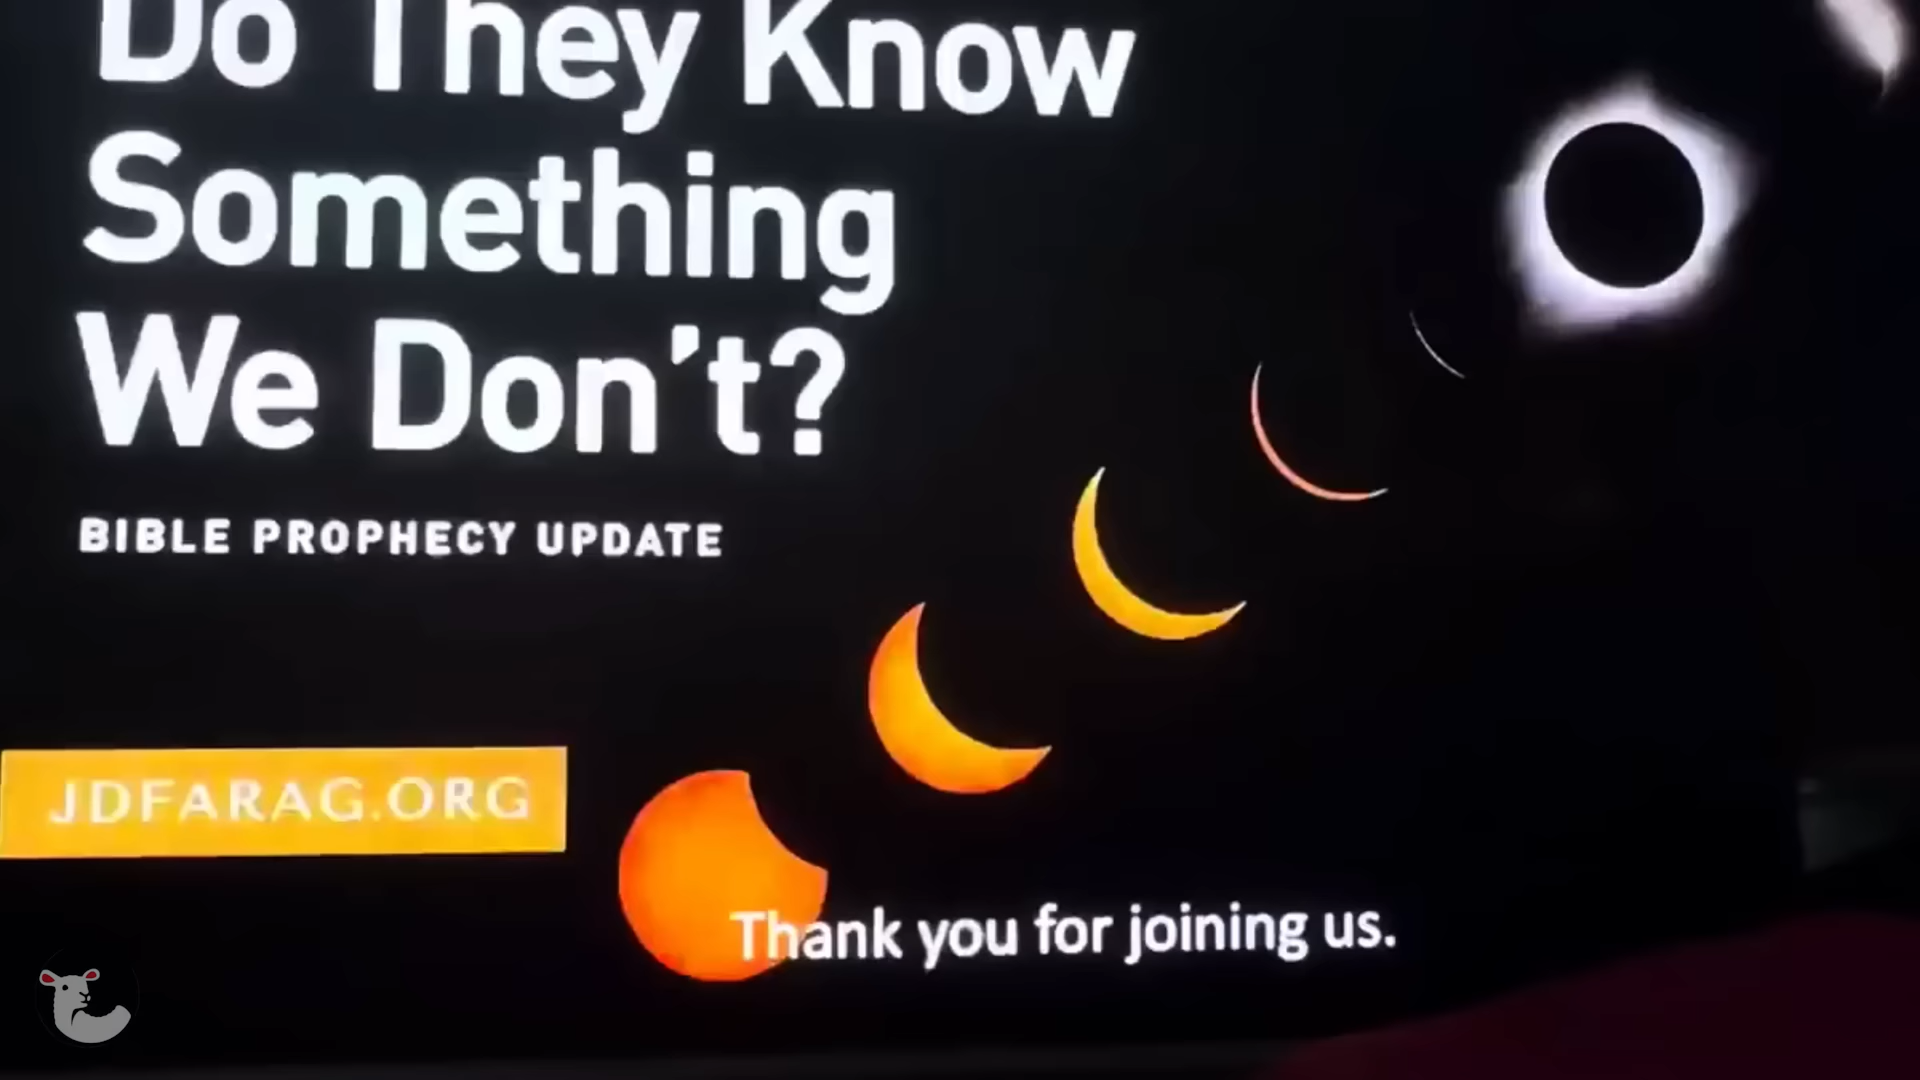 Do They Know
Something
We Don't?
BIBLE PROPHECY UPDATE
JDFARAG.ORG
Thank you for joining us.